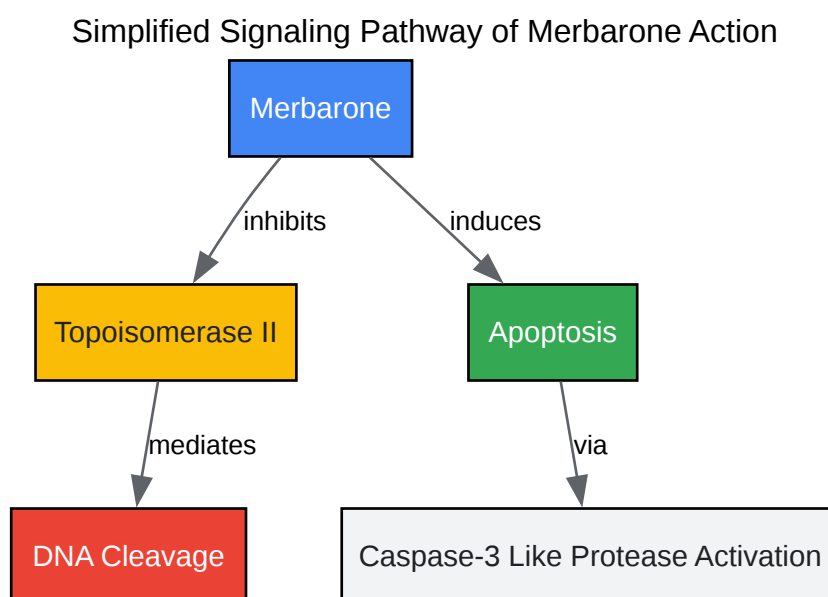 Simplified Signaling Pathway of Merbarone Action
Merbarone
inhibits
induces
Topoisomerase II
Apoptosis
mediates
via
DNA Cleavage
Caspase-3 Like Protease Activation